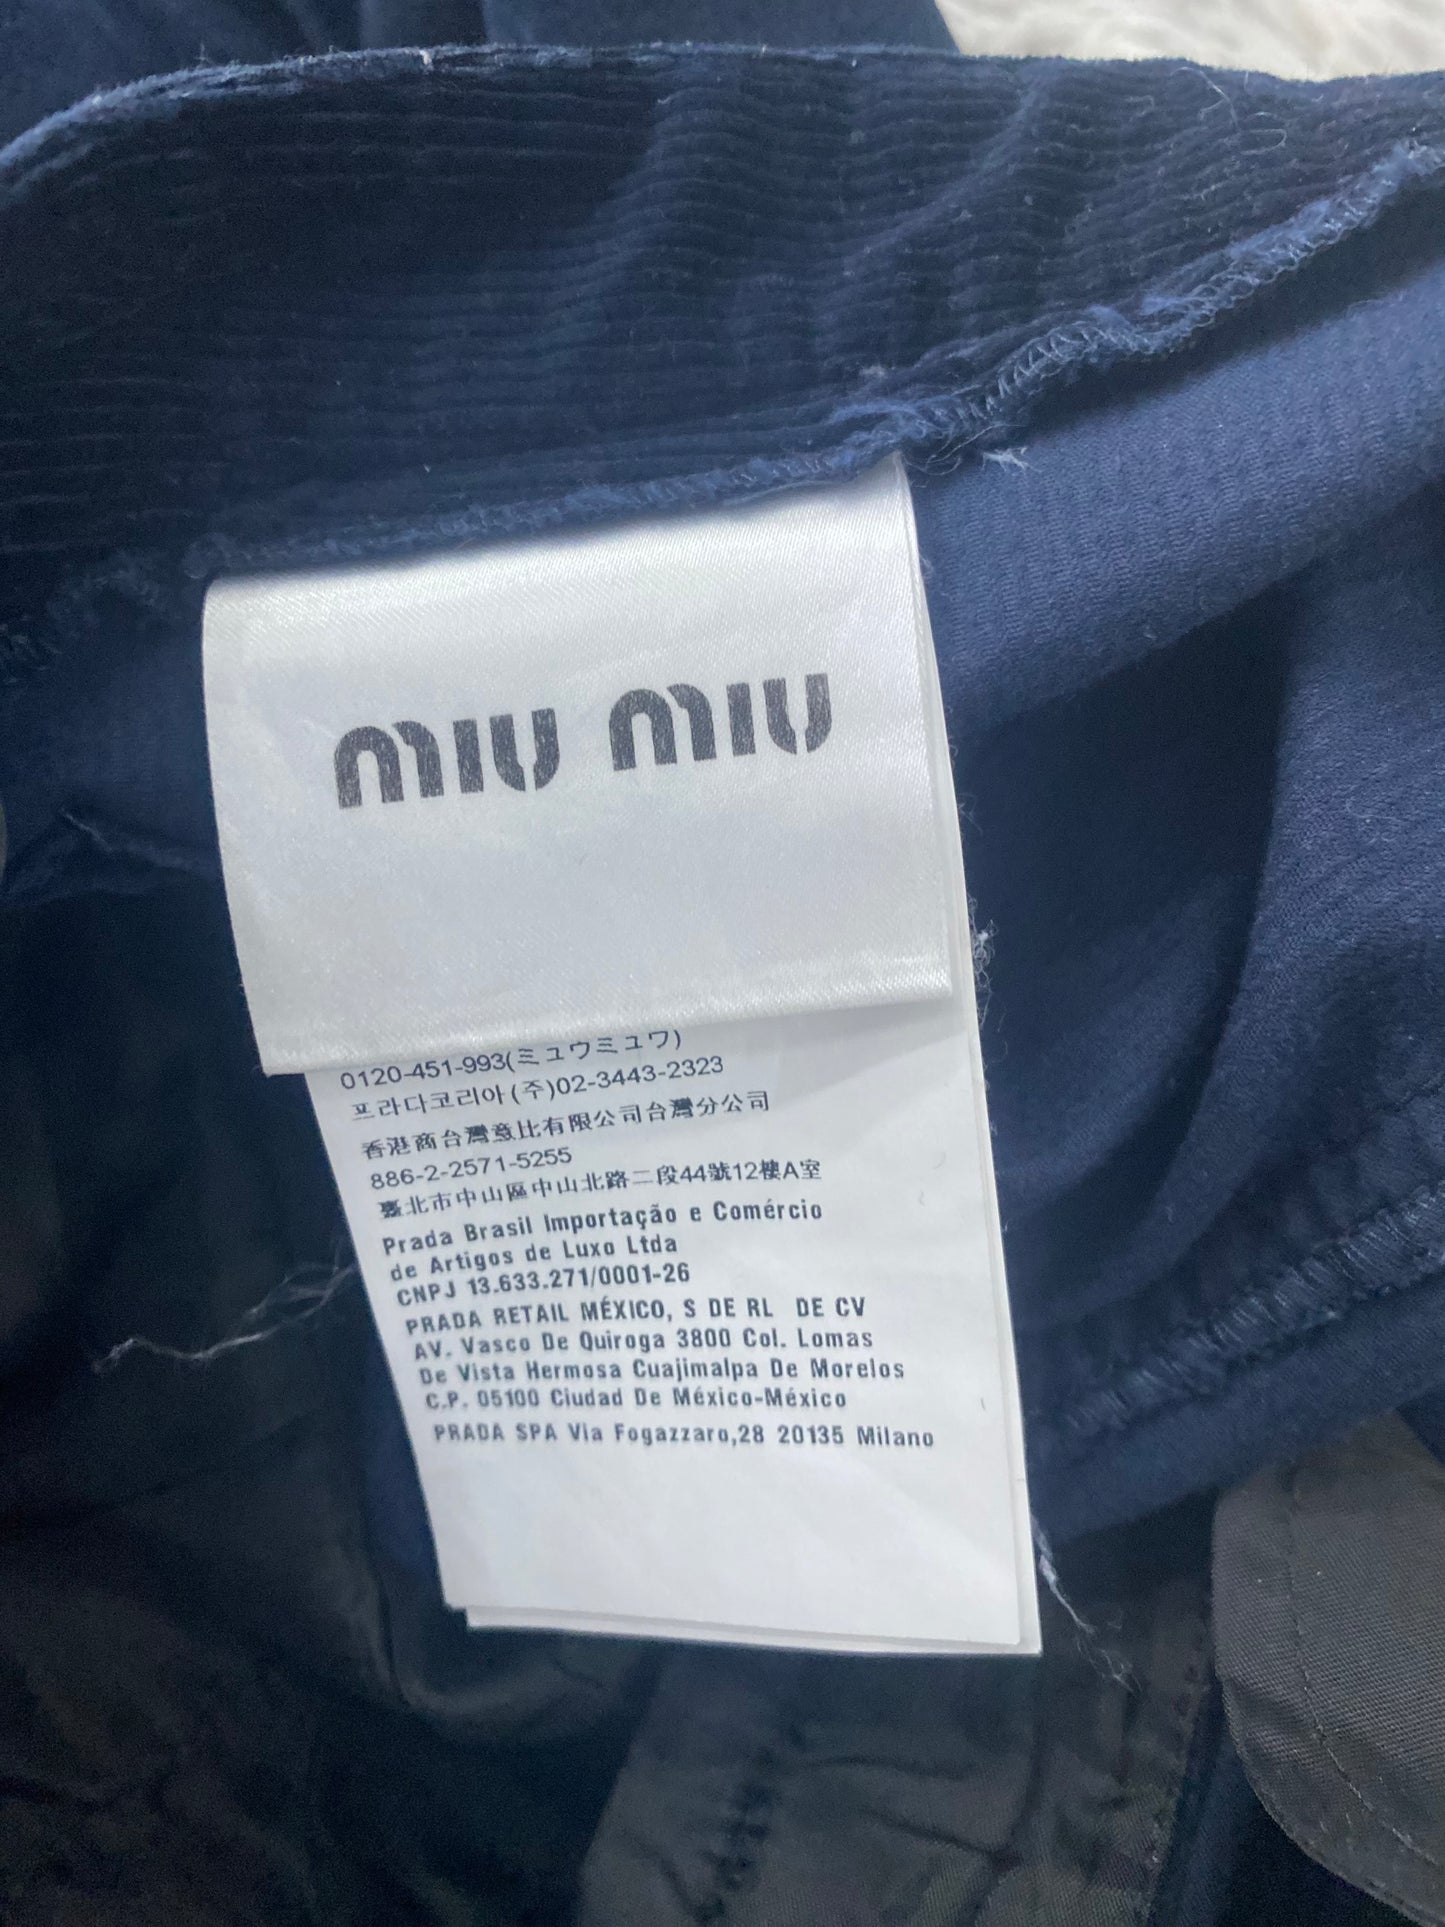 miu miu
0120-451-993(ミュウミュウ)
프라다코리아(주)02-3443-2323
香港商台灣意比有限公司台灣分公司
886-2-2571-5255
臺北市中山區中山北路二段44號12樓A室
Prada Brasil Importação e Comércio
de Artigos de Luxo Ltda
CNPJ 13.633.271/0001-26
PRADA RETAIL MÉXICO, S DE RL DE CV
AV. Vasco De Quiroga 3800 Col. Lomas
De Vista Hermosa Cuajimalpa De Morelos
C.P. 05100 Ciudad De México-México
PRADA SPA Via Fogazzaro,28 20135 Milano